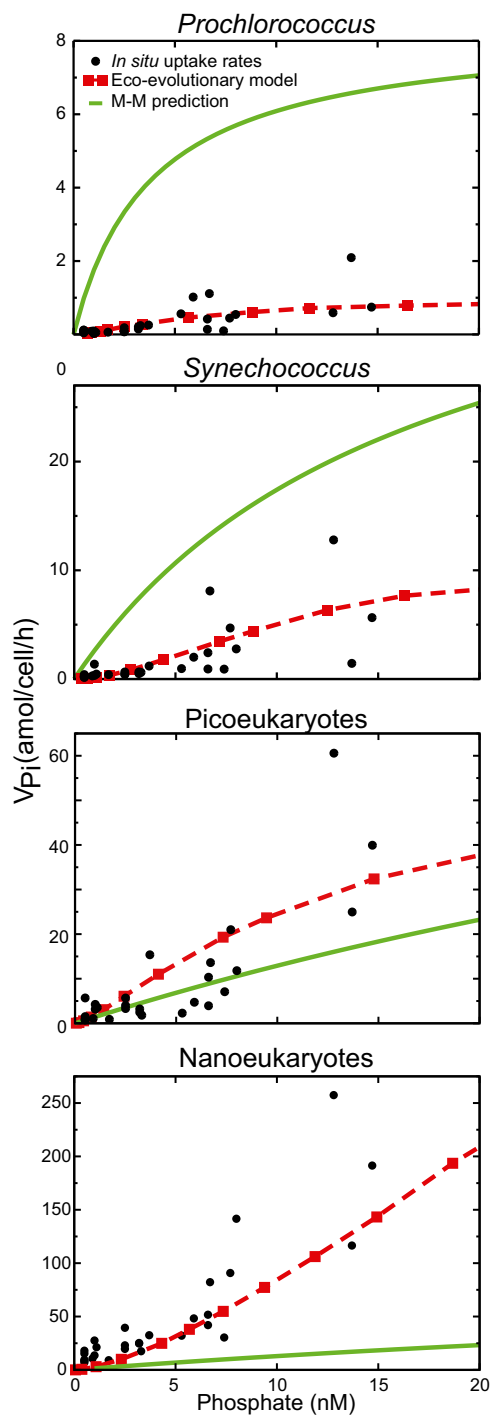 Prochlorococcus
8
6
4
2
0
In situ uptake rates
Eco-evolutionary model
M-M prediction
Synechococcus
20
10
0
VPi(amol/cell/h)
Picoeukaryotes
60
40
20
0
Nanoeukaryotes
250
200
150
100
50
0
0 5 10 15 20
Phosphate (nM)